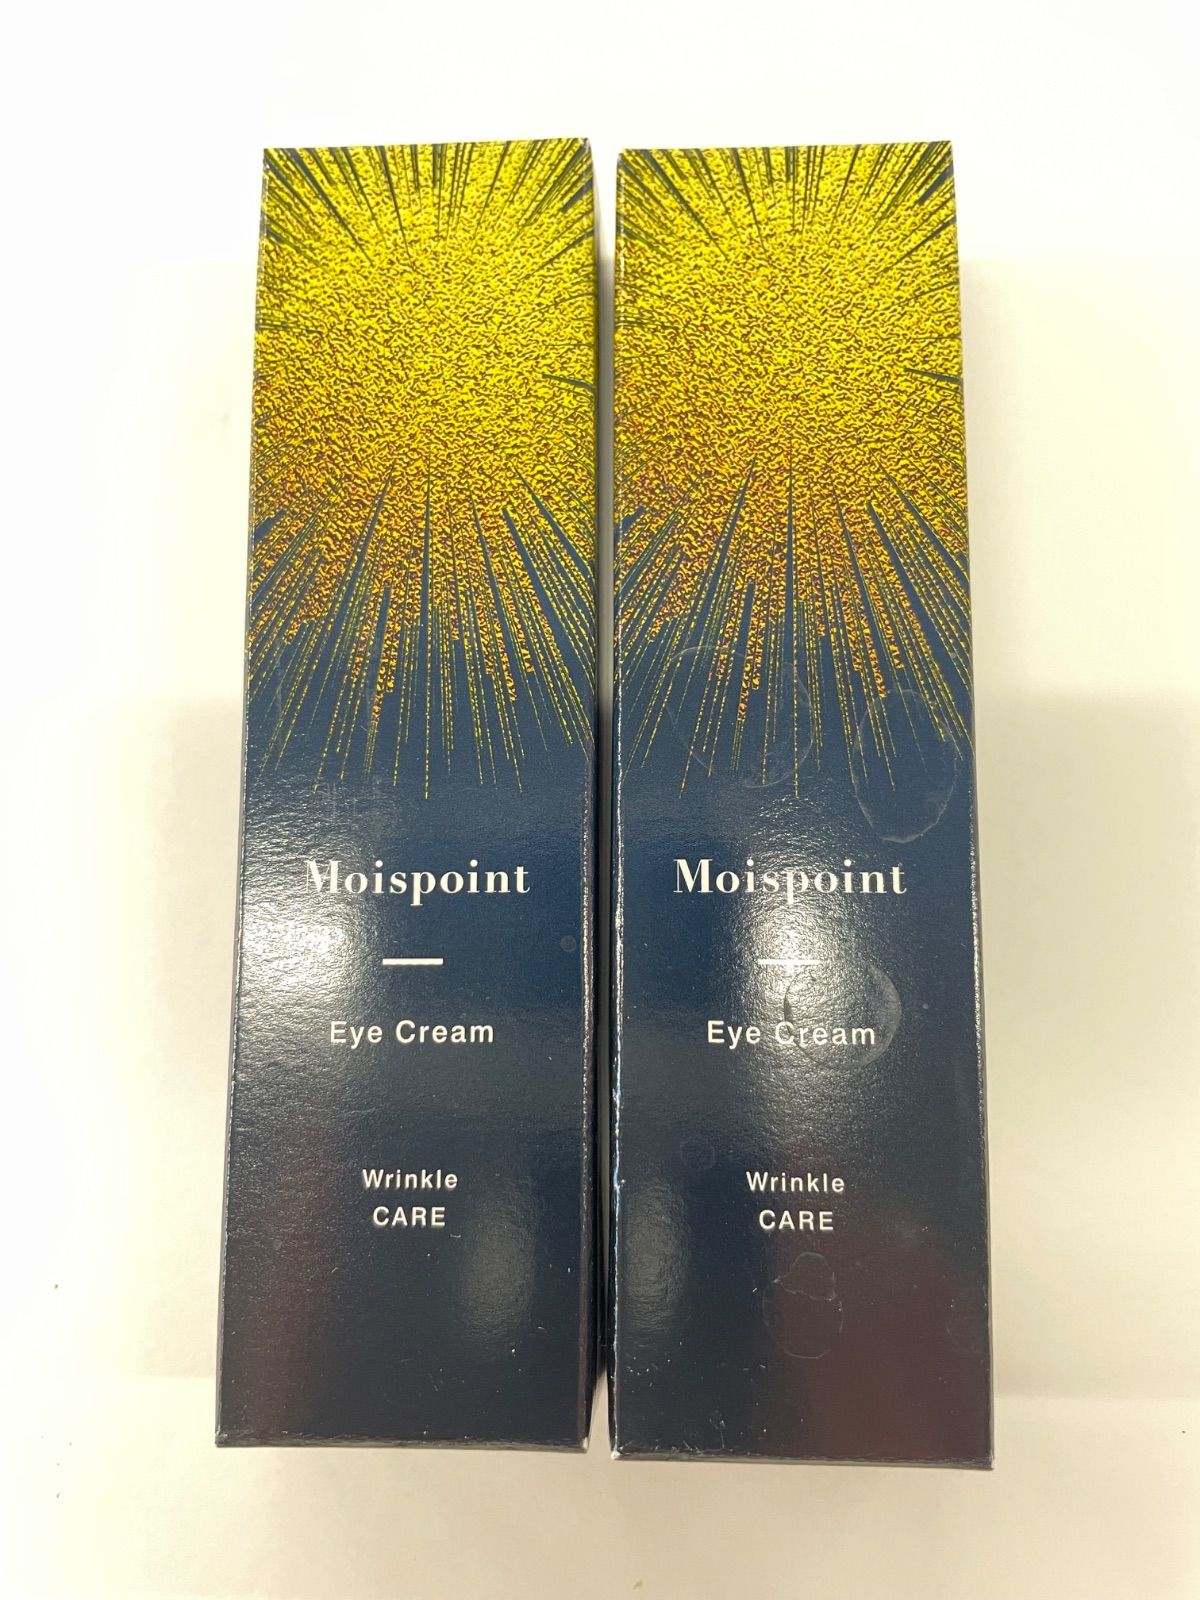 Moispoint
Eye Cream
Wrinkle
CARE
Moispoint
Eye Cream
Wrinkle
CARE